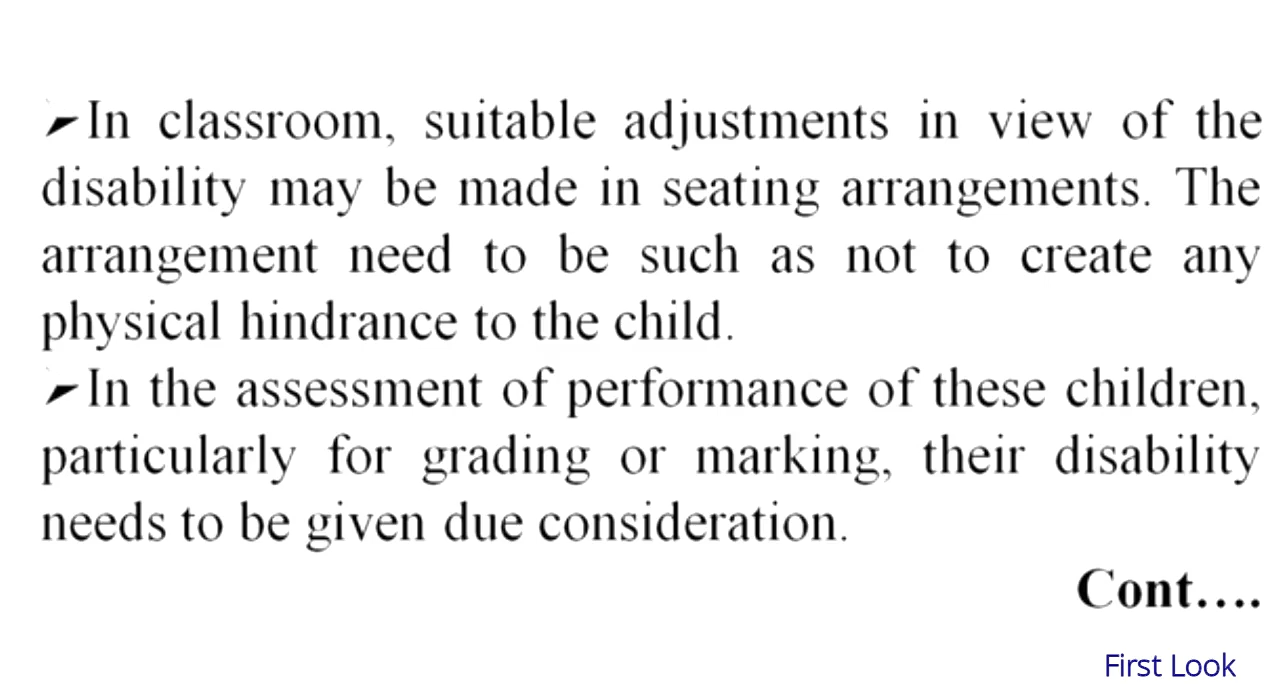 ➤In classroom, suitable adjustments in view of the
disability may be made in seating arrangements. The
arrangement need to be such as not to create any
physical hindrance to the child.
➤In the assessment of performance of these children,
particularly for grading or marking, their disability
needs to be given due consideration.
Cont....
First Look